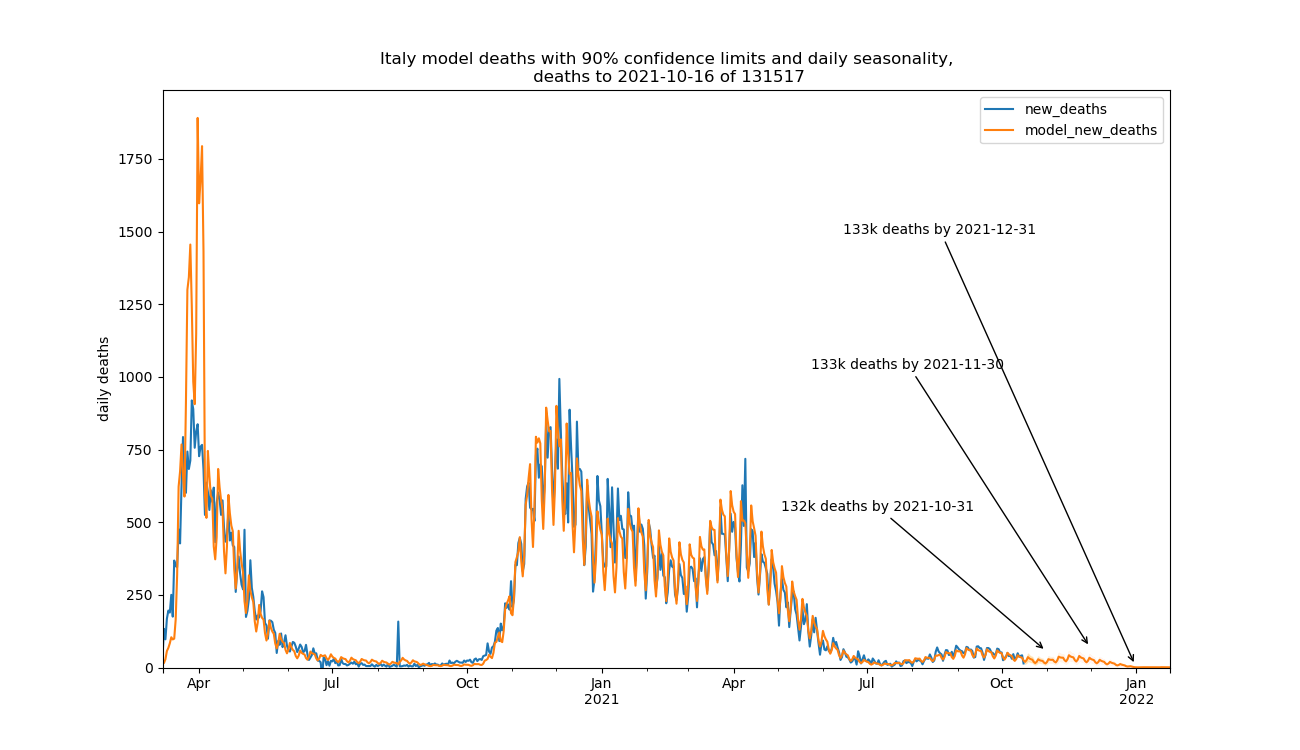 Italy model deaths with 90% confidence limits and daily seasonality,
deaths to 2021-10-16 of 131517
new_deaths
model_new_deaths
1750
1500
1250
1000
750
500
250
0
daily deaths
133k deaths by 2021-12-31
133k deaths by 2021-11-30
132k deaths by 2021-10-31
Apr Jul Oct Jan Apr Jul Oct Jan
2021 2022